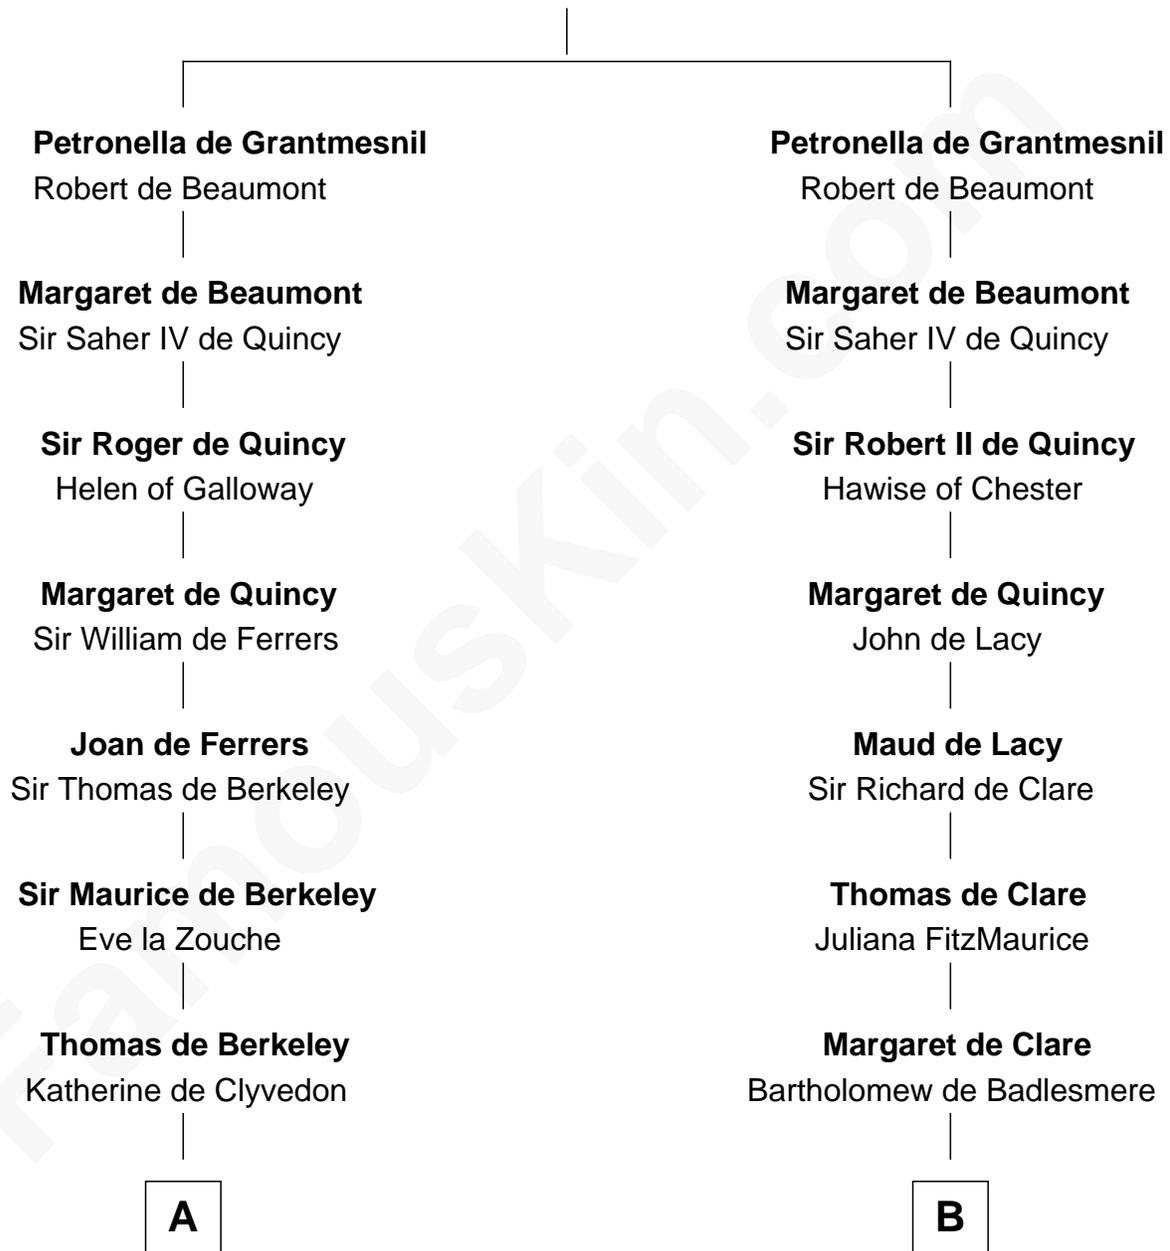 Petronella de Grantmesnil
Robert de Beaumont
Margaret de Beaumont
Sir Saher IV de Quincy
Sir Roger de Quincy
Helen of Galloway
Margaret de Quincy
Sir William de Ferrers
Joan de Ferrers
Sir Thomas de Berkeley
Sir Maurice de Berkeley
Eve la Zouche
Thomas de Berkeley
Katherine de Clyvedon
A
Petronella de Grantmesnil
Robert de Beaumont
Margaret de Beaumont
Sir Saher IV de Quincy
Sir Robert II de Quincy
Hawise of Chester
Margaret de Quincy
John de Lacy
Maud de Lacy
Sir Richard de Clare
Thomas de Clare
Juliana FitzMaurice
Margaret de Clare
Bartholomew de Badlesmere
B
FamousKin.com